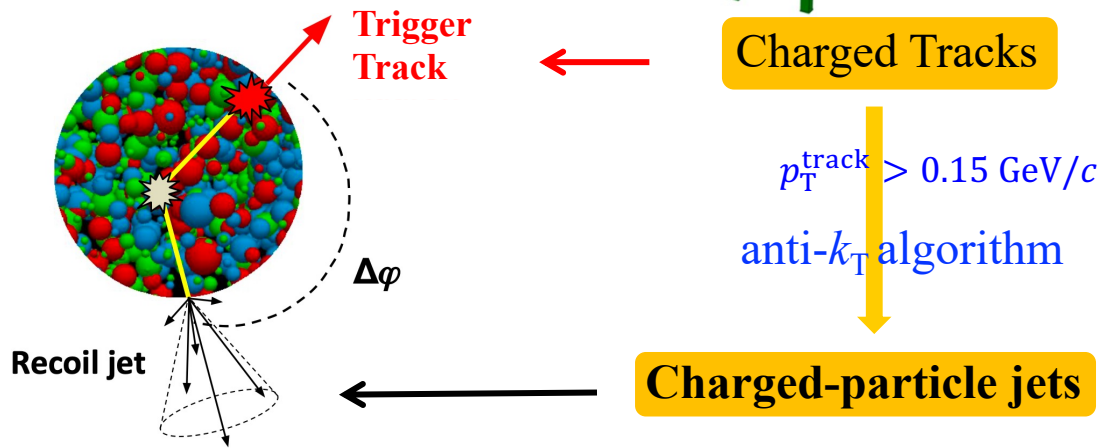 Trigger
Track
Charged Tracks
p_T^track > 0.15 GeV/c
anti-k_T algorithm
Δφ
Recoil jet
Charged-particle jets